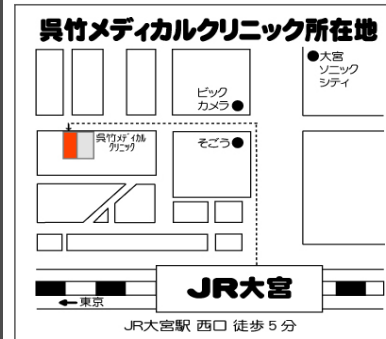 呉竹メディカルクリニック所在地
●大宮
ソニック
シティ
ビック
カメラ●
呉竹メディカル
クリニック
そごう●
JR大宮
←東京
JR大宮駅 西口 徒歩5分